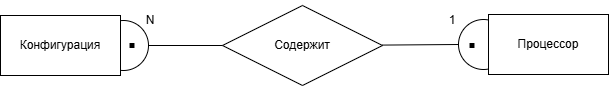 N
1
Конфигурация
Содержит
Процессор